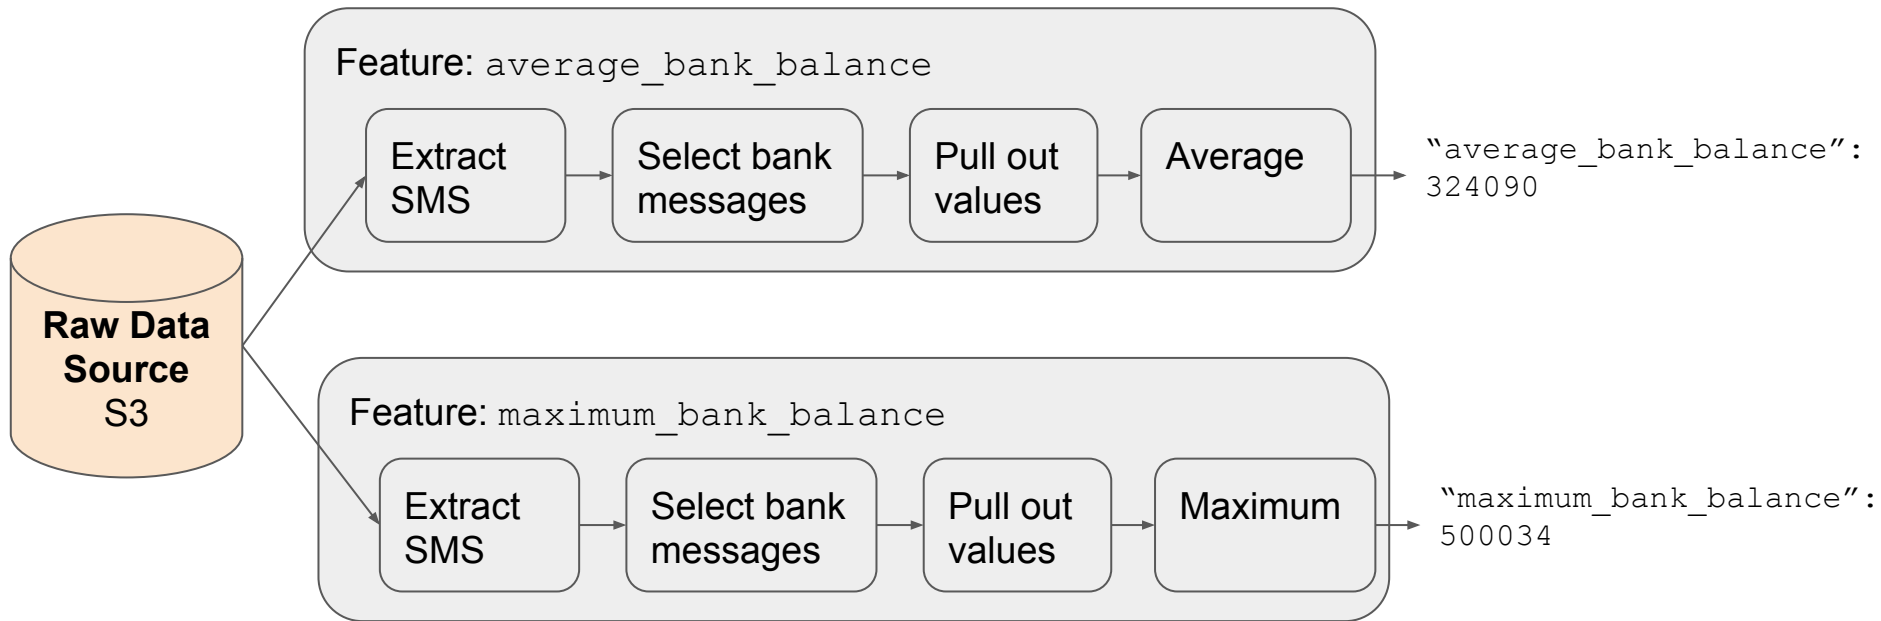 Feature: average_bank_balance
Extract
SMS
Select bank
messages
Pull out
values
Average
“average_bank_balance”:
324090
Raw Data
Source
S3
Feature: maximum_bank_balance
Extract
SMS
Select bank
messages
Pull out
values
Maximum
“maximum_bank_balance”:
500034